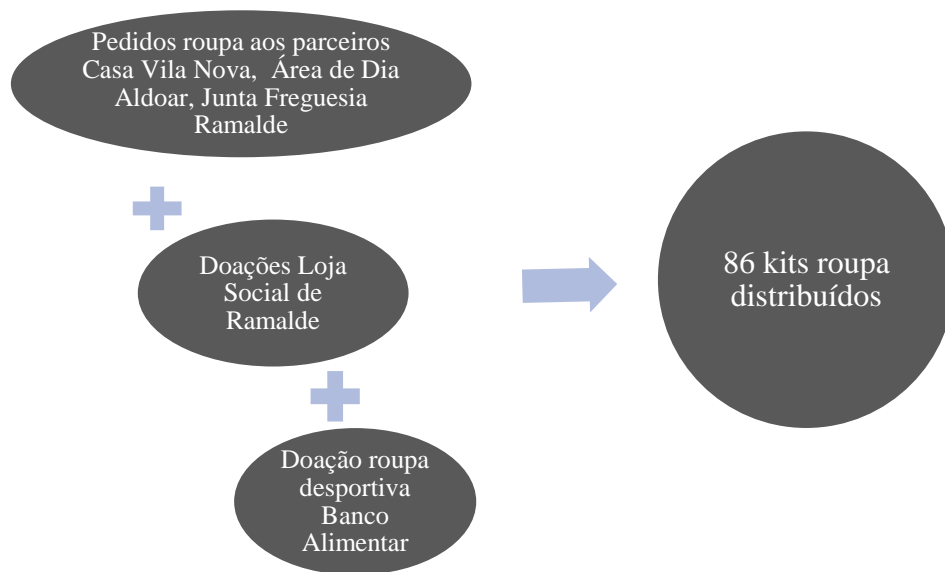 Pedidos roupa aos parceiros
Casa Vila Nova, Área de Dia
Aldoar, Junta Freguesia
Ramalde
Doações Loja
Social de
Ramalde
Doação roupa
desportiva
Banco
Alimentar
86 kits roupa
distribuídos